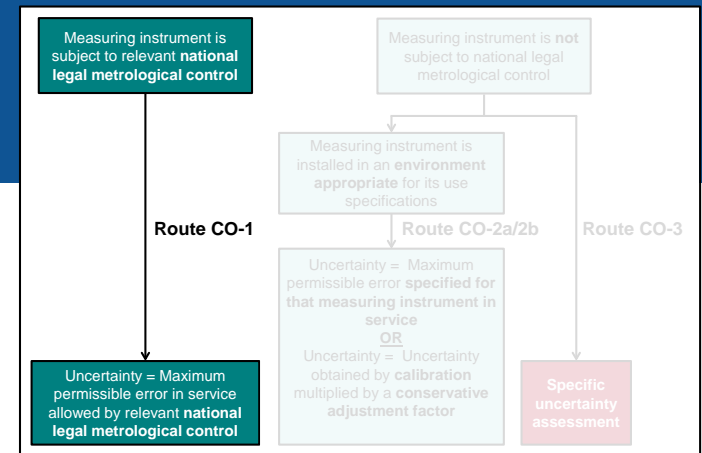 Measuring instrument is
subject to relevant national
legal metrological control
Measuring instrument is not
subject to national legal
metrological control
Measuring instrument is
installed in an environment
appropriate for its use
specifications
Route CO-1
Route CO-2a/2b
Route CO-3
Uncertainty = Maximum
permissible error specified for
that measuring instrument in
service
OR
Uncertainty = Uncertainty
obtained by calibration
multiplied by a conservative
adjustment factor
Uncertainty = Maximum
permissible error in service
allowed by relevant national
legal metrological control
Specific
uncertainty
assessment